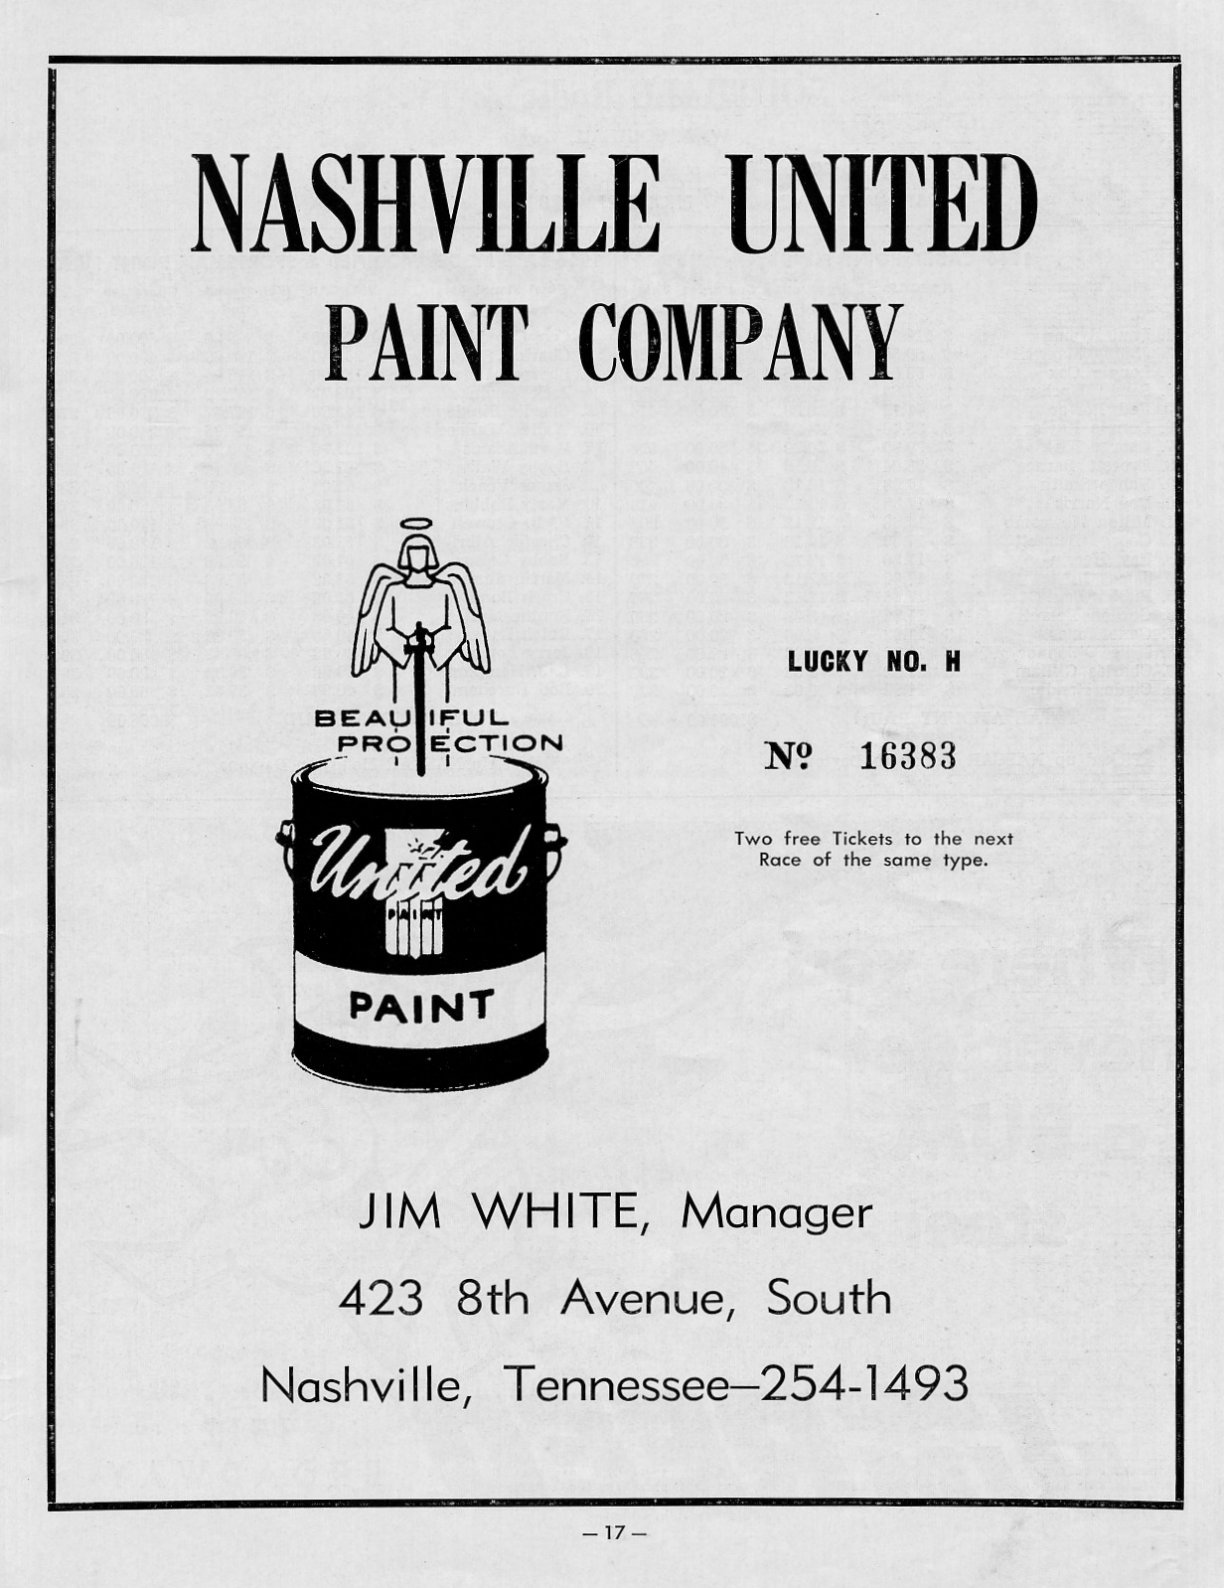 NASHVILLE UNITED
PAINT COMPANY
BEAUTIFUL
PROTECTION
United
PAINT
PAINT
LUCKY NO. H
Nº 16383
Two free Tickets to the next
Race of the same type.
JIM WHITE, Manager
423 8th Avenue, South
Nashville, Tennessee—254-1493
— 17 —